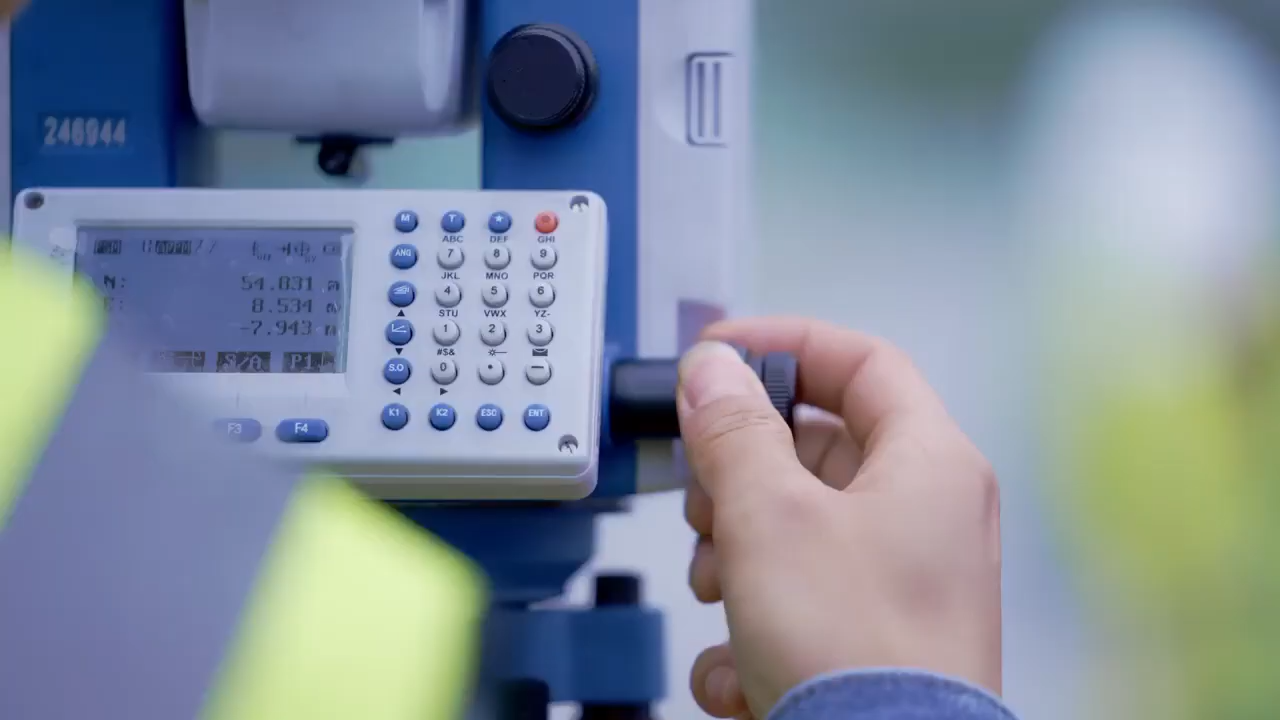 246944
M T ★
ABC DEF GHI
ANG 7 8 9
JKL MNO PQR
4 5 6
STU VWX YZ-
1 2 3
#$&
S.O 0 • −
K1 K2 ESC ENT
N: 54.831 m
8.534 m
-7.943 m
S/A P1
F3 F4